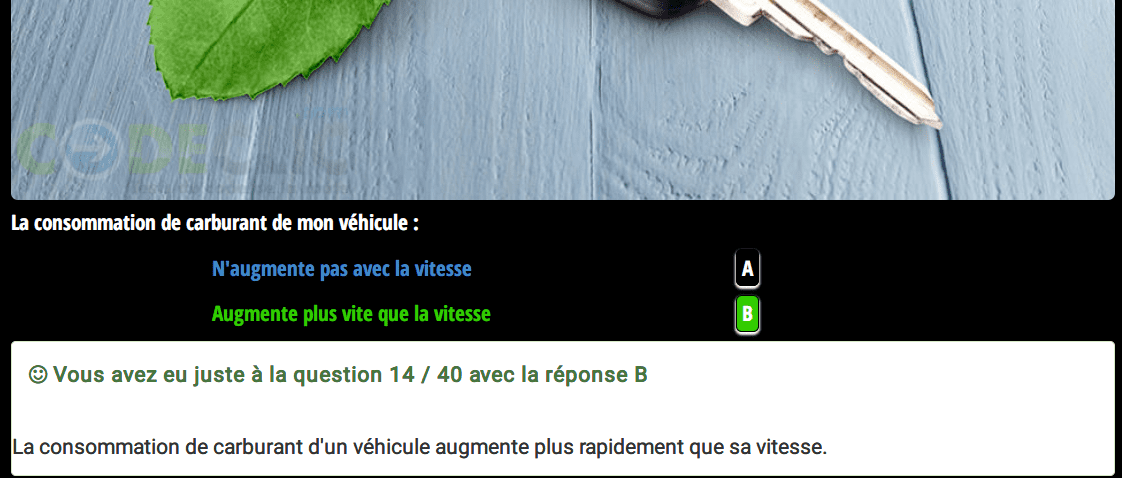 CODECLIC
La consommation de carburant de mon véhicule :
N'augmente pas avec la vitesse A
Augmente plus vite que la vitesse B
Vous avez eu juste à la question 14 / 40 avec la réponse B
La consommation de carburant d'un véhicule augmente plus rapidement que sa vitesse.